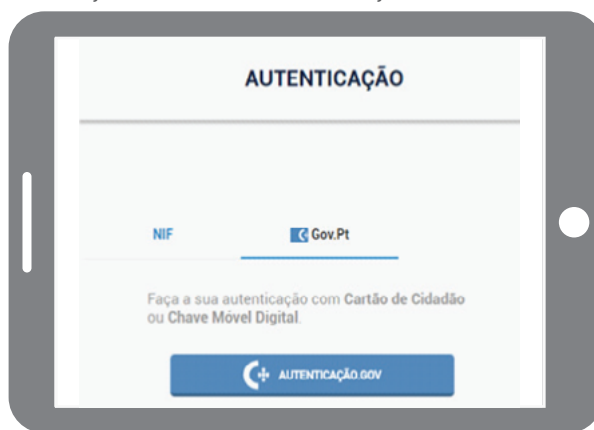 AUTENTICAÇÃO
NIF
Gov.Pt
Faça a sua autenticação com Cartão de Cidadão
ou Chave Móvel Digital.
AUTENTICAÇÃO.GOV